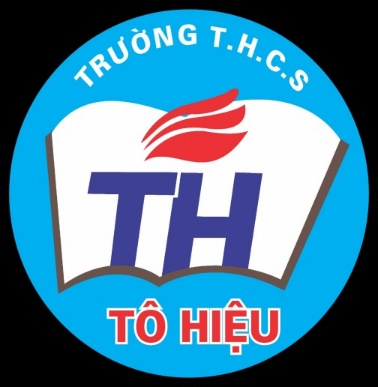 TRƯỜNG T.H.C.S
TH
TÔ HIỆU